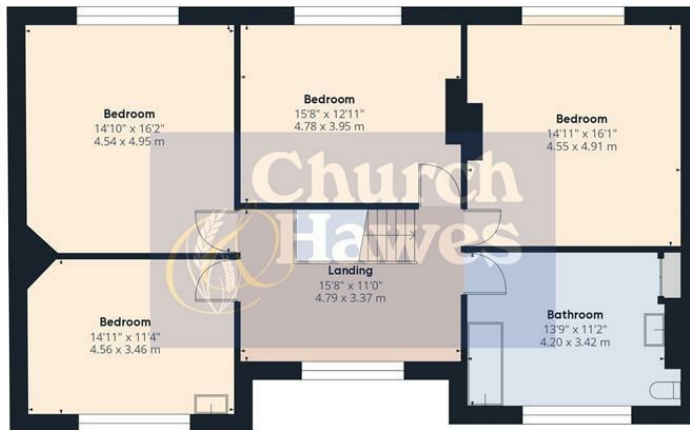 Bedroom
14'10" x 16'2"
4.54 x 4.95 m
Bedroom
15'8" x 12'11"
4.78 x 3.95 m
Bedroom
14'11" x 16'1"
4.55 x 4.91 m
Church
& Hawes
Landing
15'8" x 11'0"
4.79 x 3.37 m
Bedroom
14'11" x 11'4"
4.56 x 3.46 m
Bathroom
13'9" x 11'2"
4.20 x 3.42 m